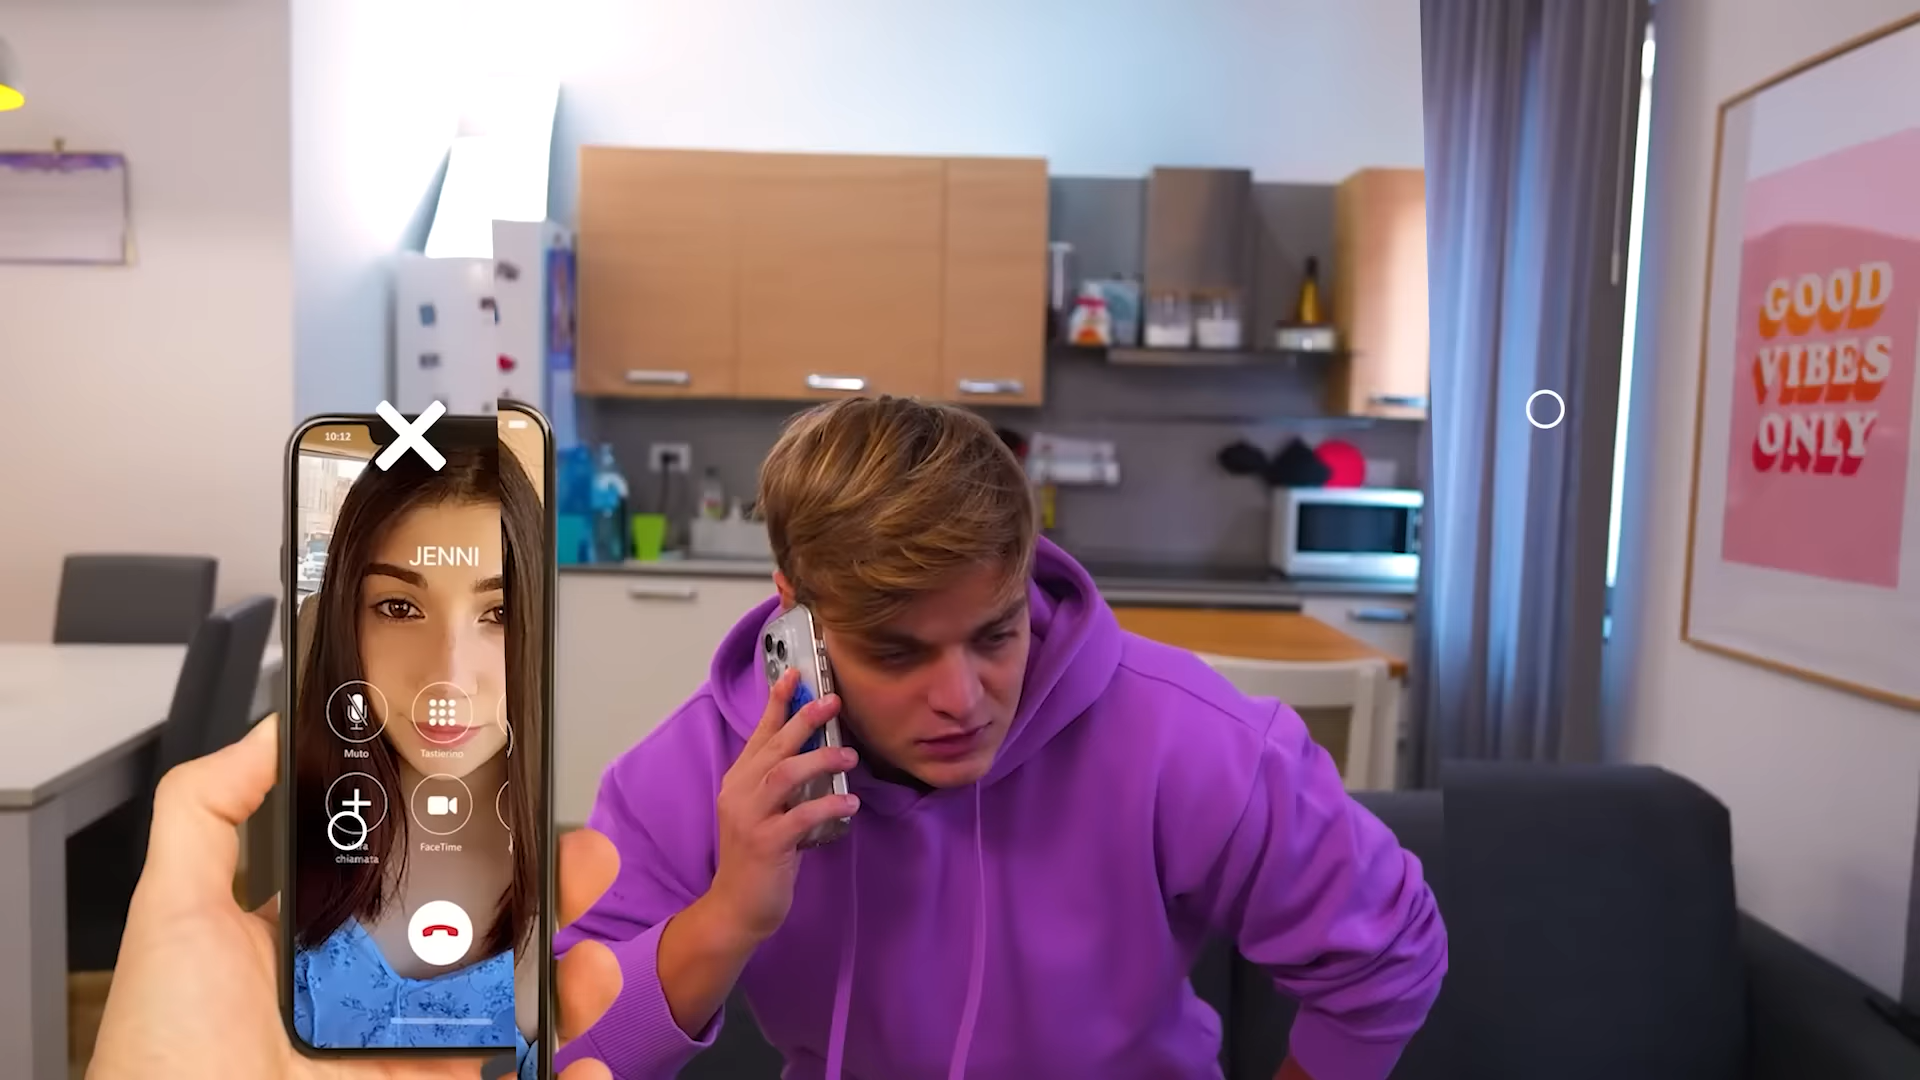 10:12
JENNI
Muto
Tastierino
chiamata
FaceTime
GOOD
VIBES
ONLY